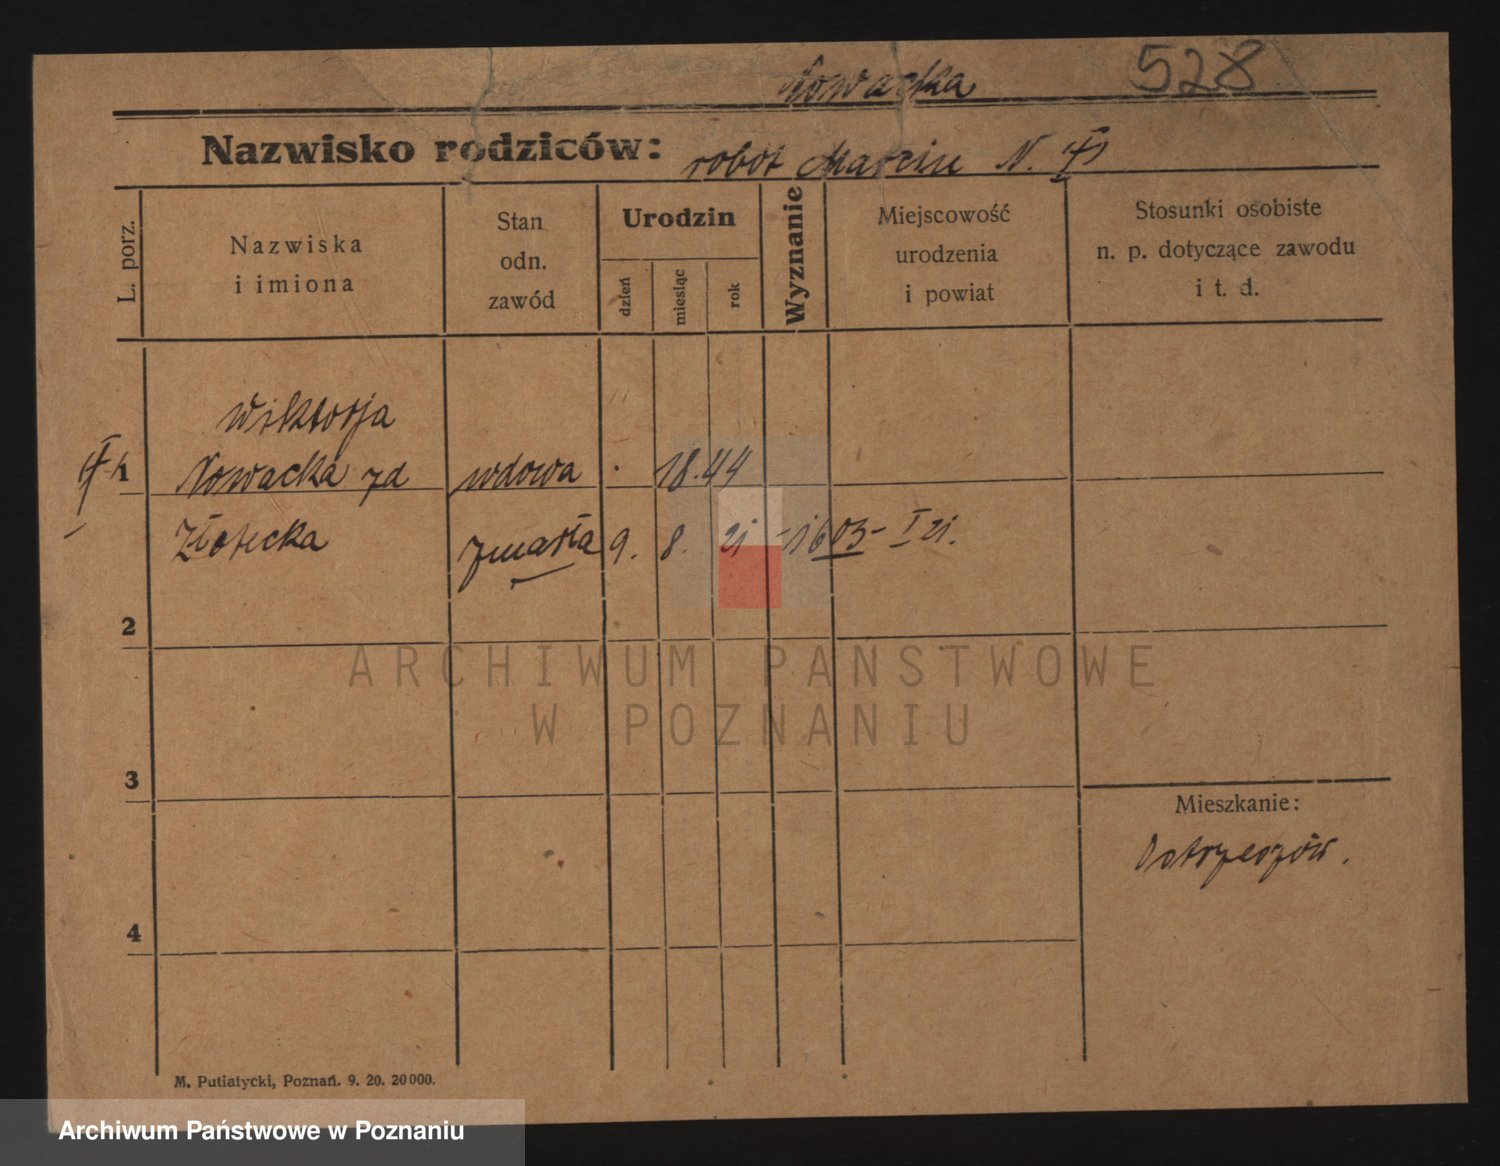 528
Nowacka
Nazwisko rodziców: robot Marcin N.
L. porz.
Nazwiska
i imiona
Stan
odn.
zawód
Urodzin
dzień
miesiąc
rok
Wyznanie
Miejscowość
urodzenia
i powiat
Stosunki osobiste
n. p. dotyczące zawodu
i t. d.
Wiktorja
1 Nowacka zd wdowa 18.44
Złotecka zmarła 9. 8. 21 -1603- I 21.
2
ARCHIWUM PANSTWOWE
W POZNANIU
3
Mieszkanie:
Ostrzeszów.
4
M. Putiatycki, Poznań. 9. 20. 20000.
Archiwum Państwowe w Poznaniu